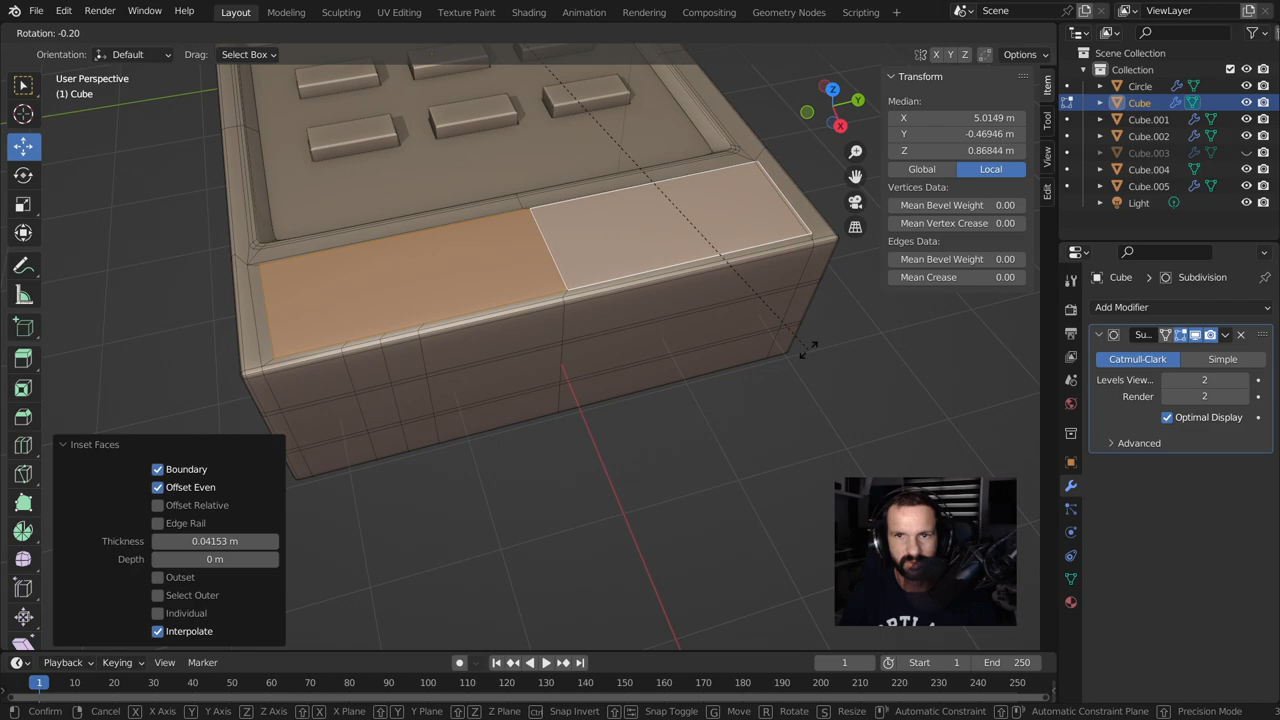 File Edit Render Window Help Layout Modeling Sculpting UV Editing Texture Paint Shading Animation Rendering Compositing Geometry Nodes Scripting + Scene ViewLayer
Rotation: -0.20
Orientation: Default Drag: Select Box X Y Z Options
User Perspective
(1) Cube
Transform
Median:
X 5.0149 m
Y -0.46946 m
Z 0.86844 m
Global Local
Vertices Data:
Mean Bevel Weight 0.00
Mean Vertex Crease 0.00
Edges Data:
Mean Bevel Weight 0.00
Mean Crease 0.00
Item
Tool
View
Edit
Z
Y
X
Scene Collection
Collection
Circle
Cube
Cube.001
Cube.002
Cube.003
Cube.004
Cube.005
Light
Cube > Subdivision
Add Modifier
Su...
Catmull-Clark Simple
Levels View... 2
Render 2
Optimal Display
Advanced
Inset Faces
Boundary
Offset Even
Offset Relative
Edge Rail
Thickness 0.04153 m
Depth 0 m
Outset
Select Outer
Individual
Interpolate
Playback Keying View Marker 1 Start 1 End 250
1 10 20 30 40 50 60 70 80 90 100 110 120 130 140 150 160 170 180 190 200 210 220 230 240 250
Confirm Cancel X X Axis Y Y Axis Z Z Axis X X Plane Y Y Plane Z Z Plane Ctrl Snap Invert Snap Toggle G Move R Rotate S Resize Automatic Constraint Automatic Constraint Plane Precision Mode